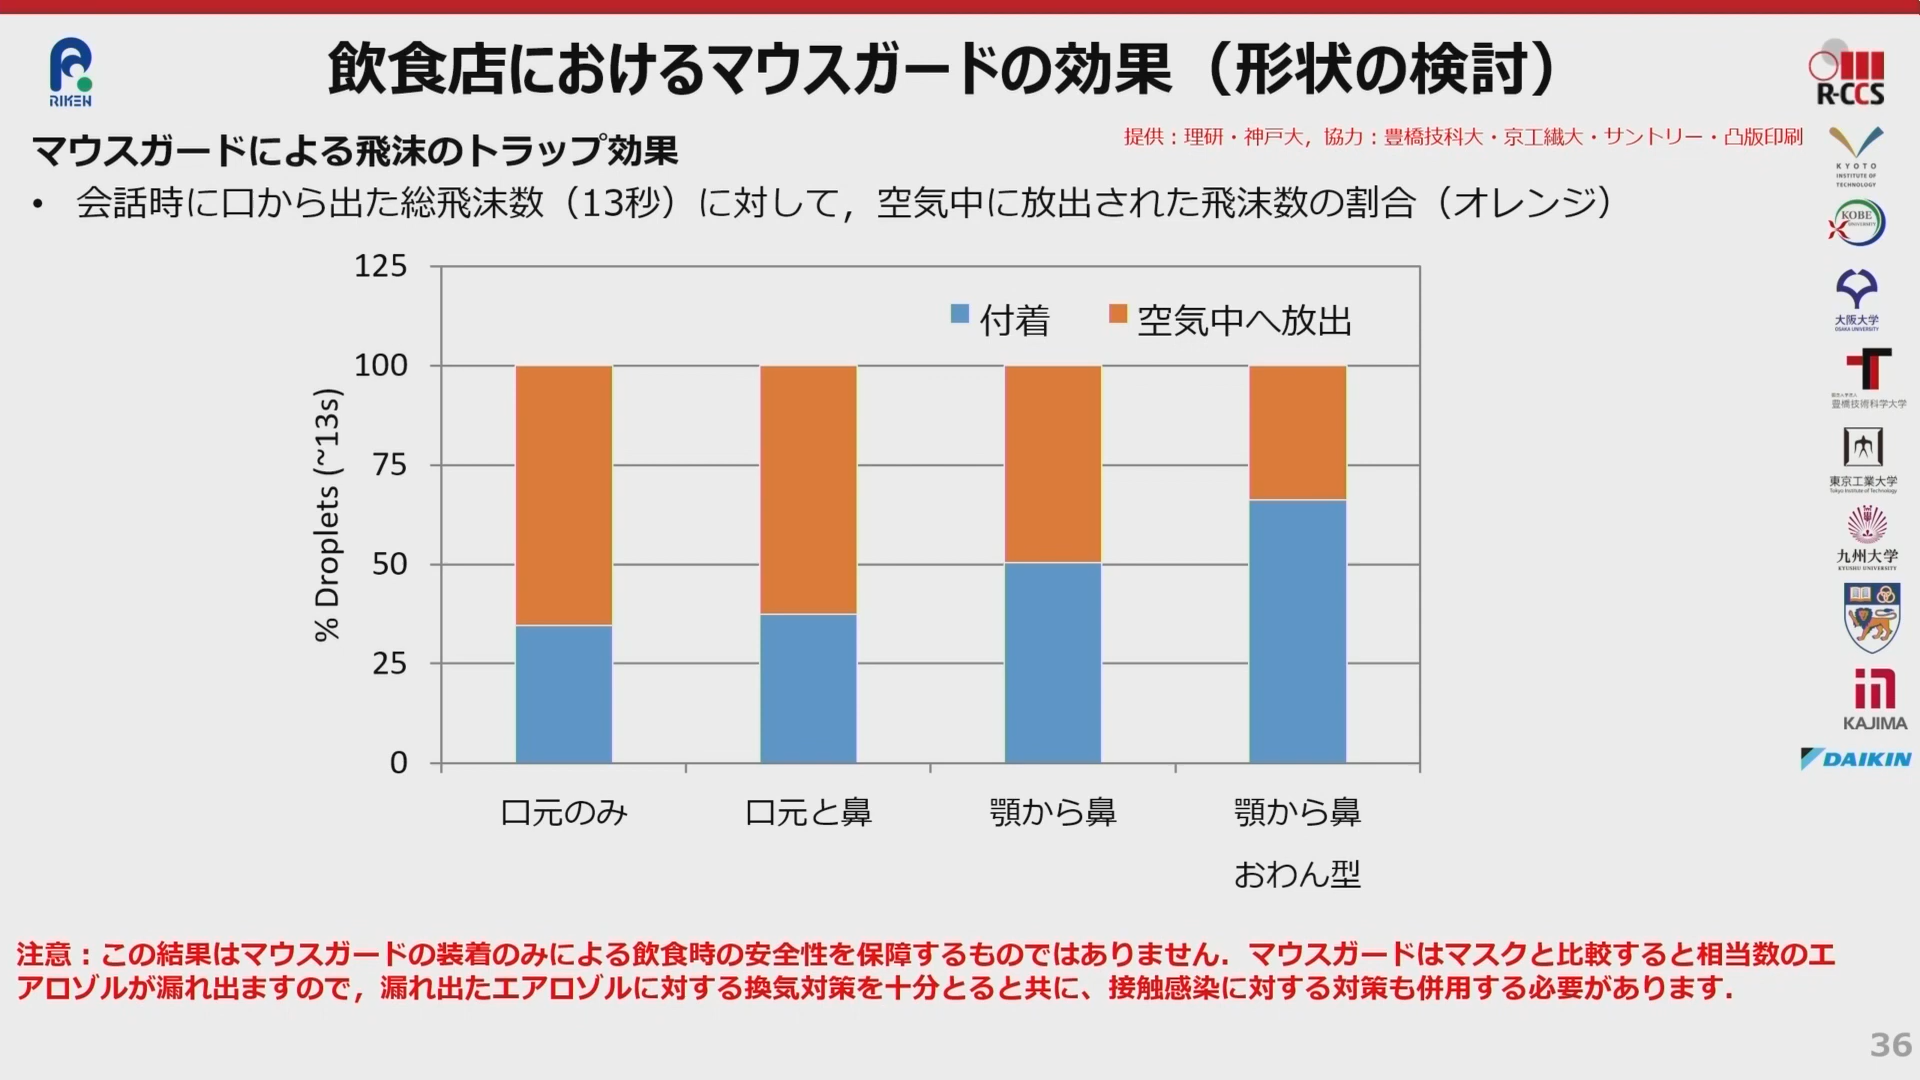 RIKEN
飲食店におけるマウスガードの効果（形状の検討）
R-CCS
マウスガードによる飛沫のトラップ効果
提供：理研・神戸大，協力：豊橋技科大・京工繊大・サントリー・凸版印刷
• 会話時に口から出た総飛沫数（13秒）に対して，空気中に放出された飛沫数の割合（オレンジ）
KYOTO
INSTITUTE OF
TECHNOLOGY
KOBE
UNIVERSITY
大阪大学
OSAKA UNIVERSITY
豊橋技術科学大学
東京工業大学
Tokyo Institute of Technology
九州大学
KYUSHU UNIVERSITY
KAJIMA
DAIKIN
付着
空気中へ放出
% Droplets (~13s)
125
100
75
50
25
0
口元のみ
口元と鼻
顎から鼻
顎から鼻
おわん型
注意：この結果はマウスガードの装着のみによる飲食時の安全性を保障するものではありません．マウスガードはマスクと比較すると相当数のエ
アロゾルが漏れ出ますので，漏れ出たエアロゾルに対する換気対策を十分とると共に、接触感染に対する対策も併用する必要があります．
36